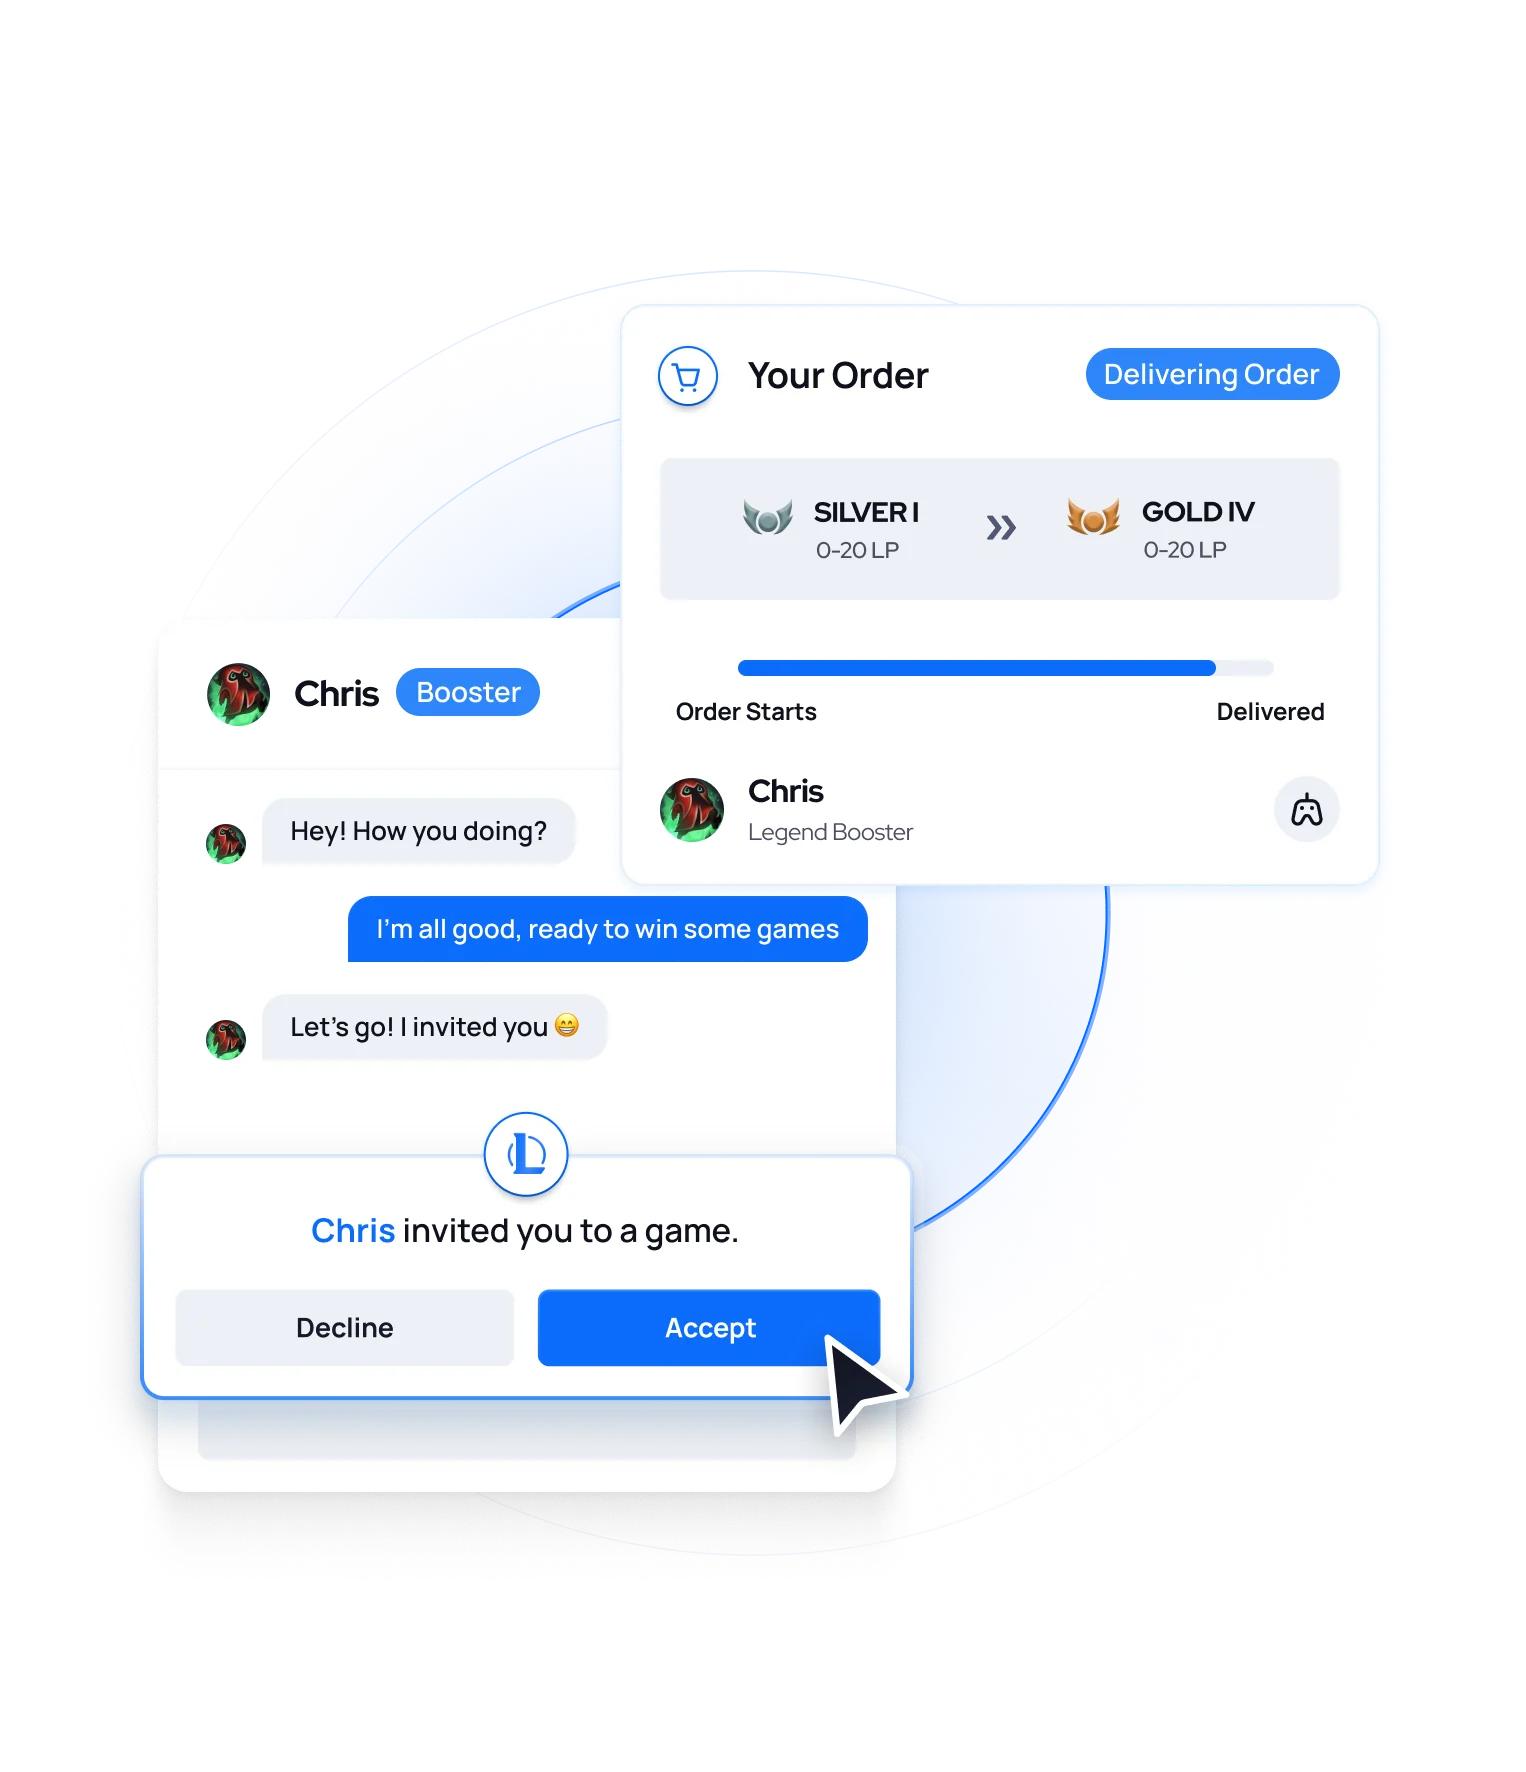 Your Order
Delivering Order
SILVER I
0-20 LP
GOLD IV
0-20 LP
Order Starts
Delivered
Chris
Legend Booster
Chris
Booster
Hey! How you doing?
I'm all good, ready to win some games
Let's go! I invited you 😁
L
Chris invited you to a game.
Decline
Accept